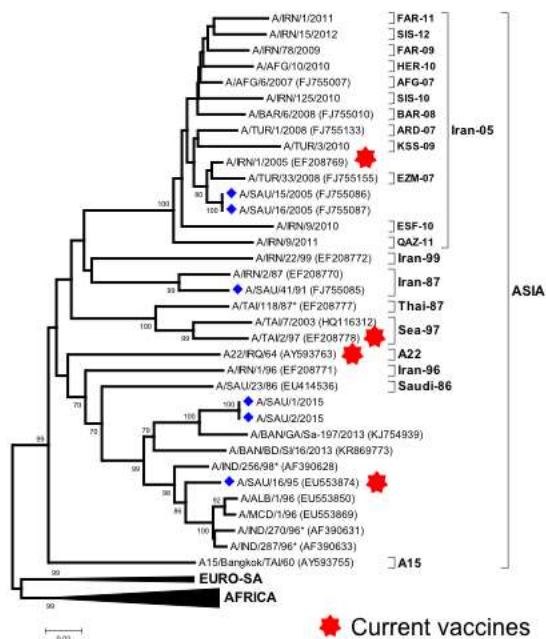 A/IRN/1/2011 FAR-11
A/IRN/15/2012 SIS-12
A/IRN/78/2009 FAR-09
A/AFG/10/2010 HER-10
A/AFG/6/2007 (FJ755007) AFG-07
A/IRN/125/2010 SIS-10
A/BAR/6/2008 (FJ755010) BAR-08
A/TUR/1/2008 (FJ755133) ARD-07
Iran-05
A/TUR/3/2010 KSS-09
A/IRN/1/2005 (EF208769)
A/TUR/33/2008 (FJ755155) EZM-07
80
A/SAU/15/2005 (FJ755086)
100
A/SAU/16/2005 (FJ755087)
100
A/IRN/9/2010 ESF-10
A/IRN/9/2011 QAZ-11
A/IRN/22/99 (EF208772) Iran-99
A/IRN/2/87 (EF208770)
Iran-87
99
A/SAU/41/91 (FJ755085)
ASIA
A/TAI/118/87* (EF208777) Thai-87
A/TAI/7/2003 (HQ116312)
Sea-97
99
A/TAI/2/97 (EF208778)
A22/IRQ/64 (AY593763) A22
A/IRN/1/96 (EF208771) Iran-96
A/SAU/23/86 (EU414536) Saudi-86
A/SAU/1/2015
100
A/SAU/2/2015
70
100
A/BAN/GA/Sa-197/2013 (KJ754939)
99
A/BAN/BD/SI/16/2013 (KR869773)
70
A/IND/256/98* (AF390628)
A/SAU/16/95 (EU553874)
98
A/ALB/1/96 (EU553850)
92
86
A/MCD/1/96 (EU553869)
A/IND/270/96* (AF390631)
100
A/IND/287/96* (AF390633)
A15/Bangkok/TAI/60 (AY593755) A15
99
EURO-SA
99
AFRICA
99
Current vaccines